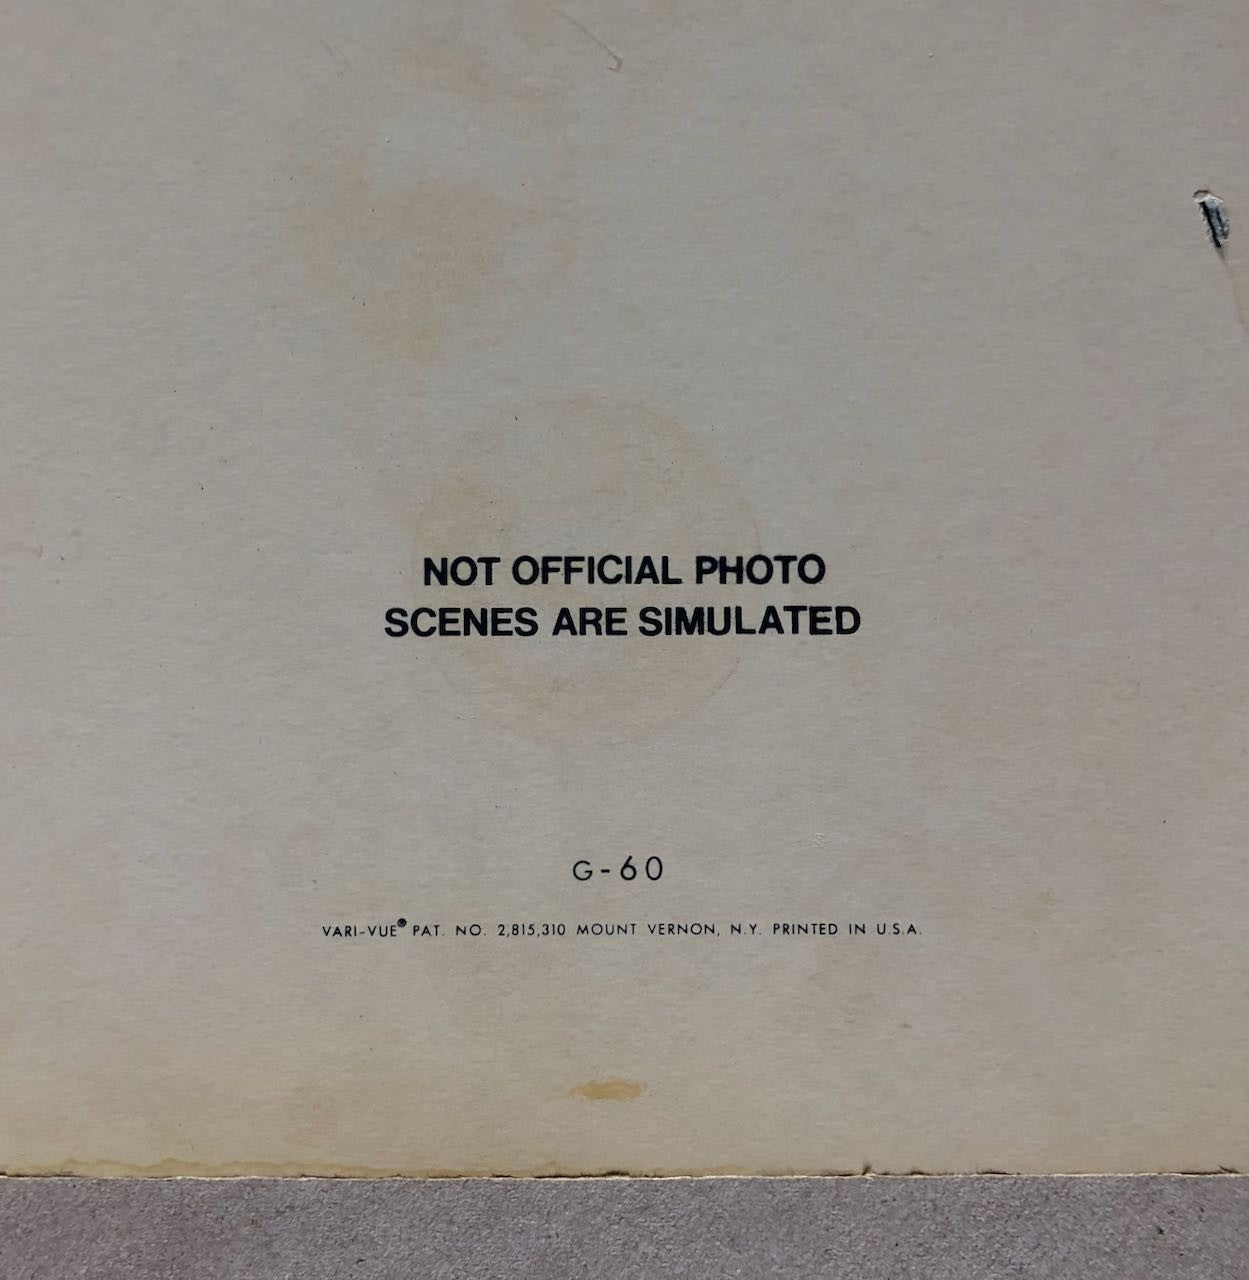 NOT OFFICIAL PHOTO
SCENES ARE SIMULATED
G-60
VARI-VUE® PAT. NO. 2,815,310 MOUNT VERNON, N.Y. PRINTED IN U.S.A.